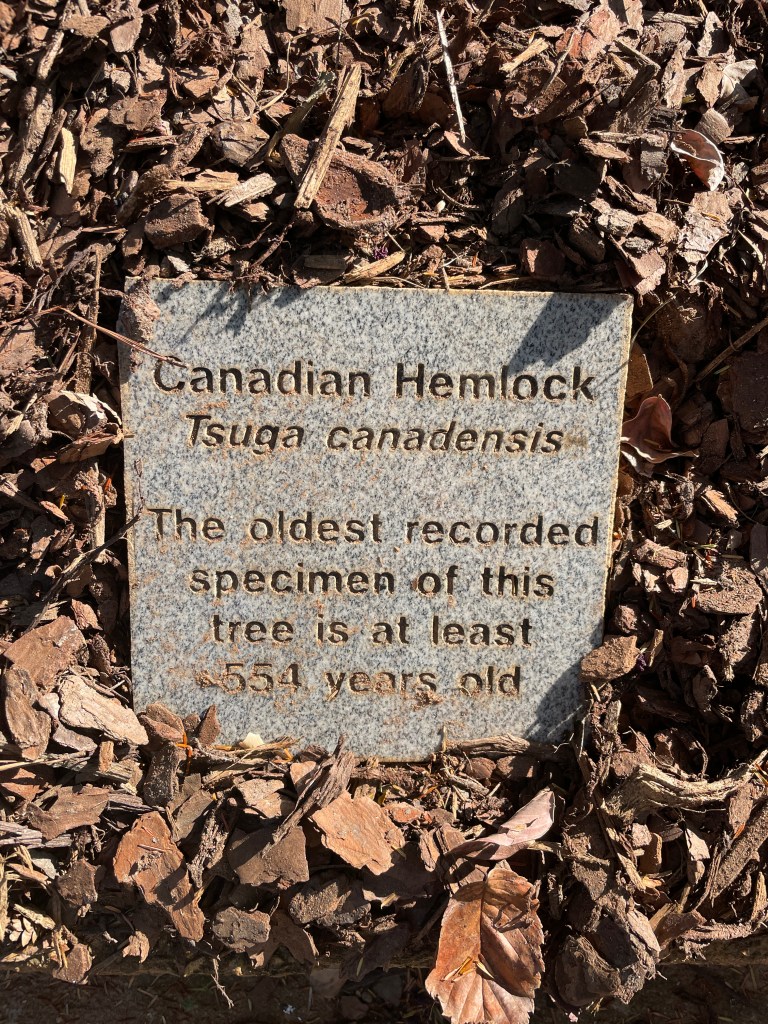 Canadian Hemlock
Tsuga canadensis
The oldest recorded
specimen of this
tree is at least
554 years old